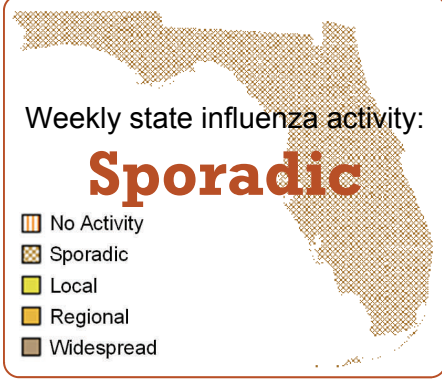 Weekly state influenza activity:
Sporadic
No Activity
Sporadic
Local
Regional
Widespread